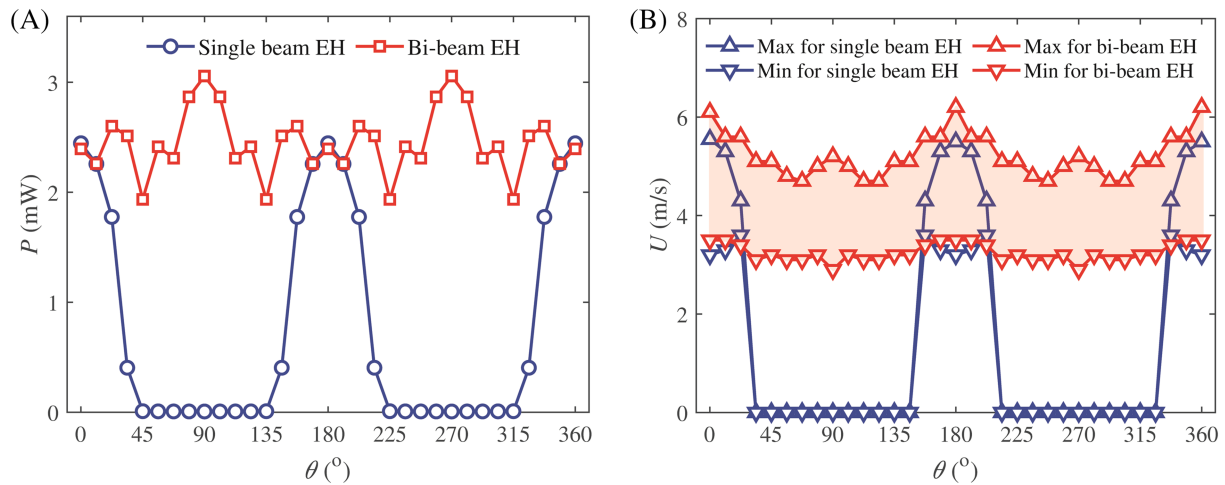 (A)
Single beam EH
Bi-beam EH
P (mW)
3
2
1
0
0 45 90 135 180 225 270 315 360
θ (°)
(B)
Max for single beam EH
Max for bi-beam EH
Min for single beam EH
Min for bi-beam EH
U (m/s)
8
6
4
2
0
0 45 90 135 180 225 270 315 360
θ (°)